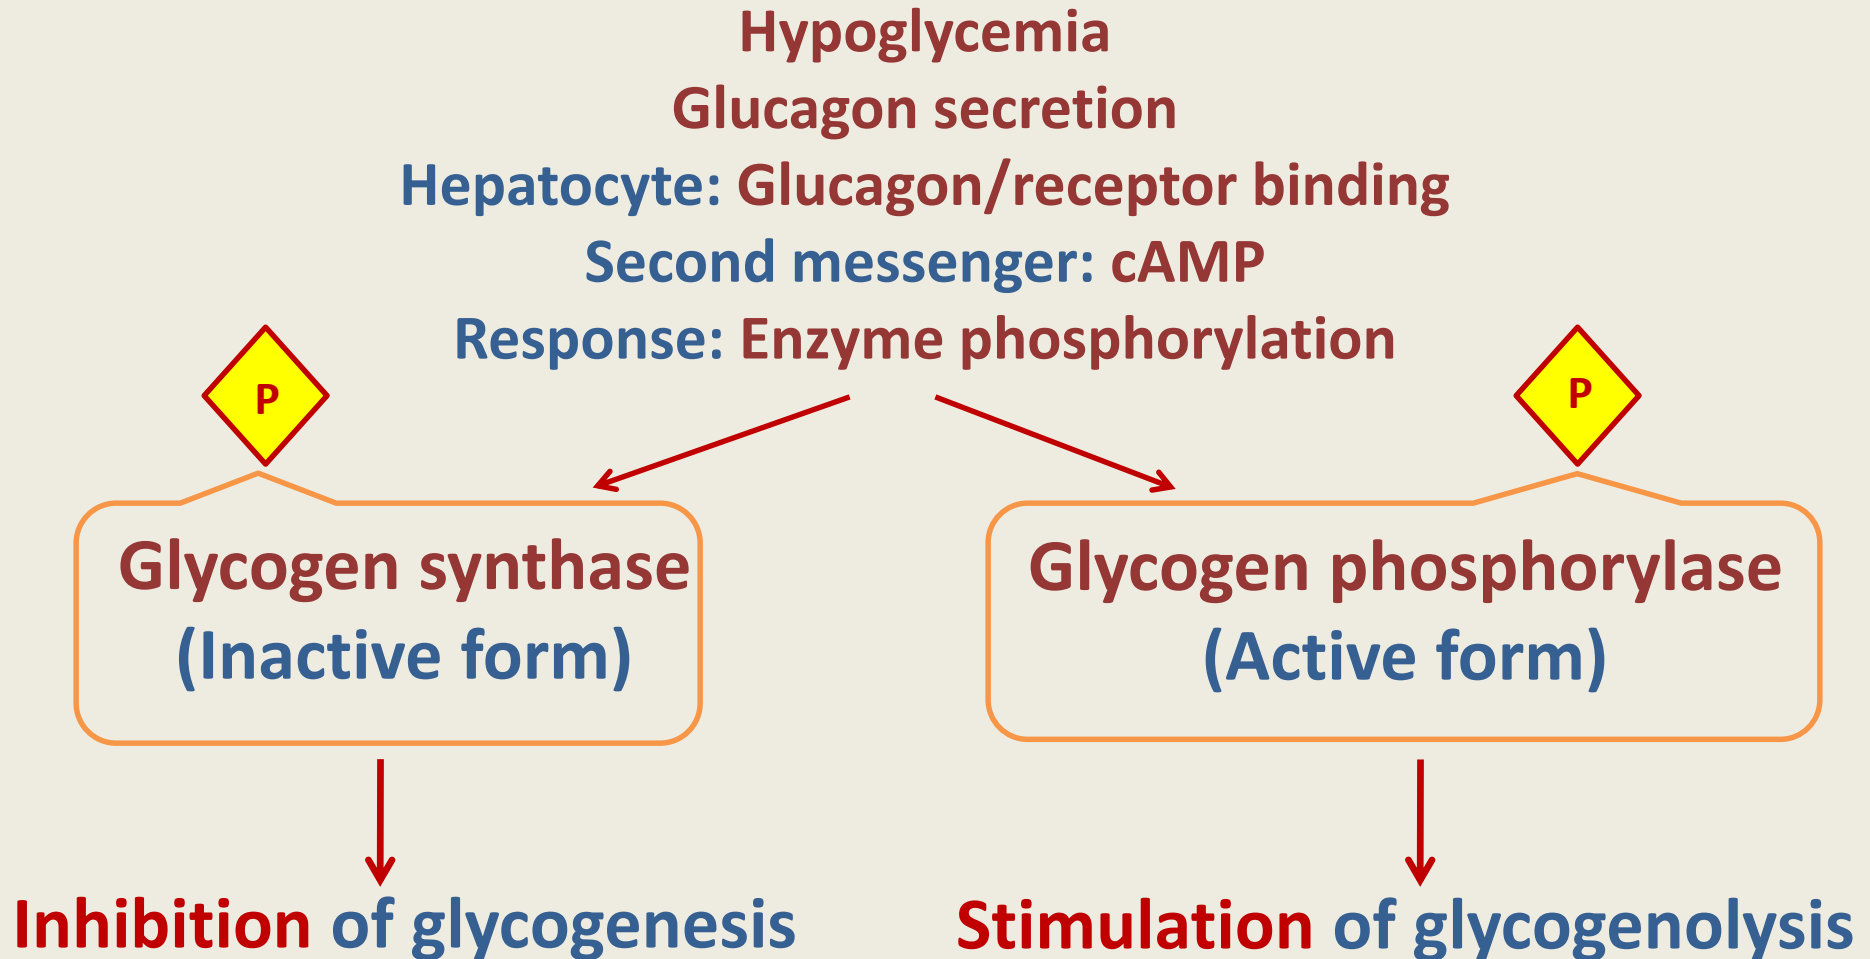 Hypoglycemia
Glucagon secretion
Hepatocyte: Glucagon/receptor binding
Second messenger: cAMP
Response: Enzyme phosphorylation
P
P
Glycogen synthase
(Inactive form)
Glycogen phosphorylase
(Active form)
Inhibition of glycogenesis
Stimulation of glycogenolysis